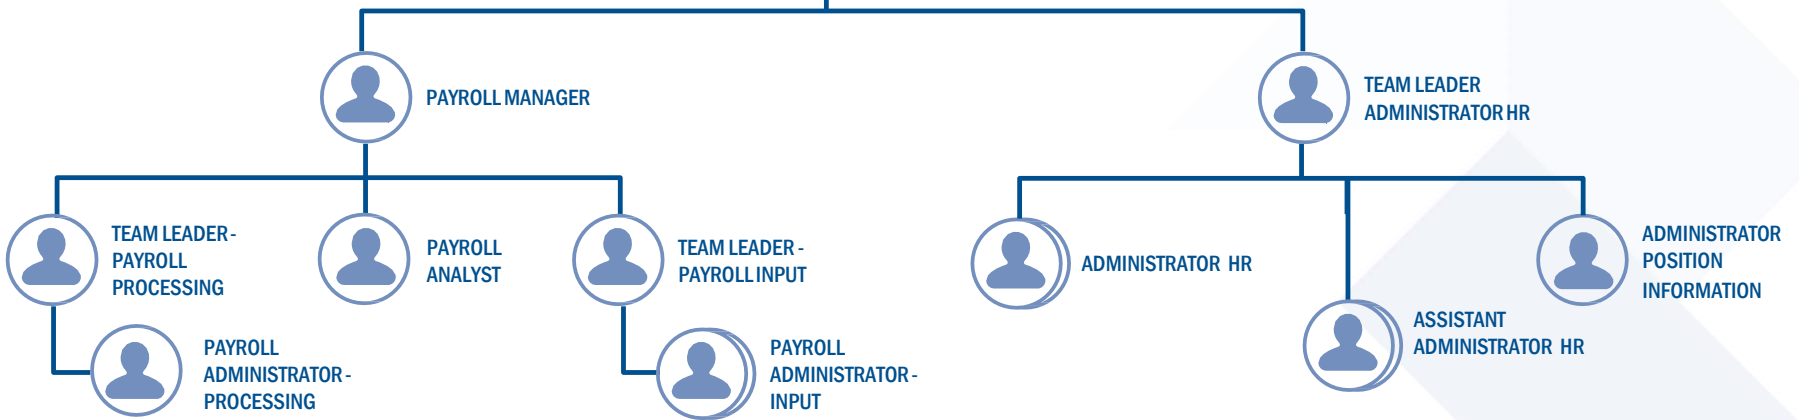 PAYROLL MANAGER
TEAM LEADER
ADMINISTRATOR HR
TEAM LEADER -
PAYROLL
PROCESSING
PAYROLL
ANALYST
TEAM LEADER -
PAYROLL INPUT
ADMINISTRATOR HR
ADMINISTRATOR
POSITION
INFORMATION
ASSISTANT
ADMINISTRATOR HR
PAYROLL
ADMINISTRATOR -
PROCESSING
PAYROLL
ADMINISTRATOR -
INPUT